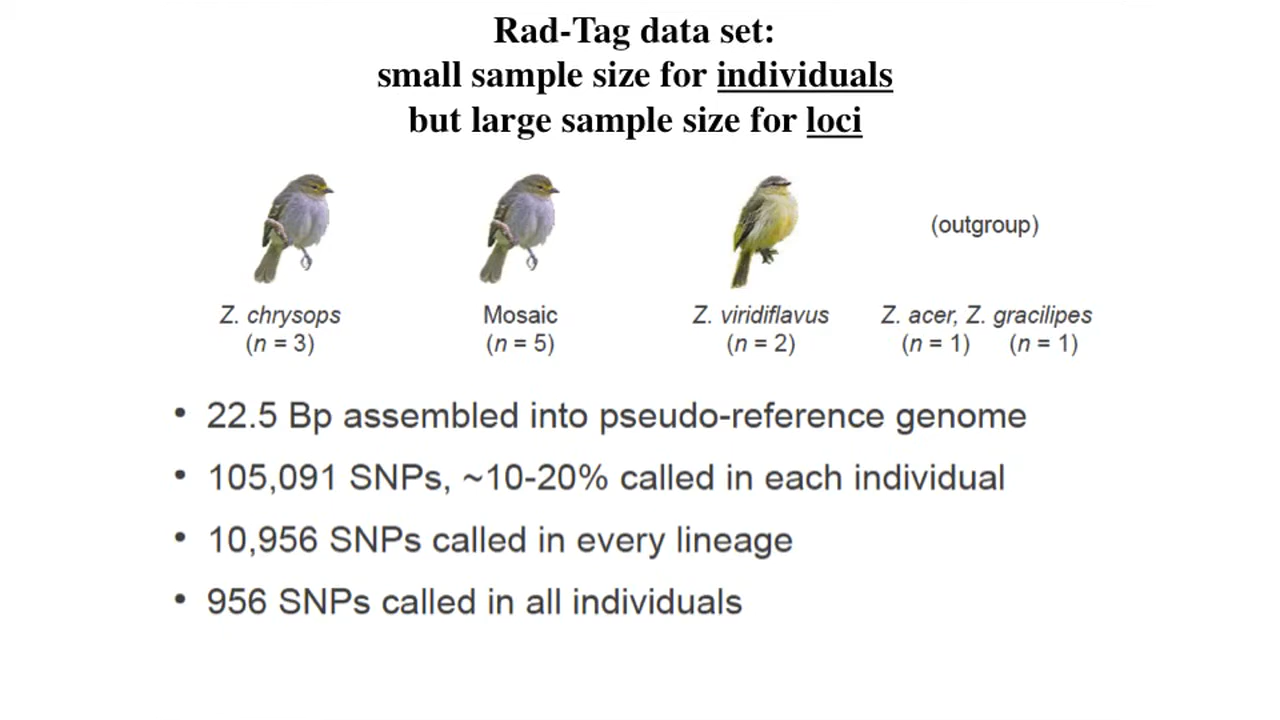 Rad-Tag data set:
small sample size for individuals
but large sample size for loci
(outgroup)
Z. chrysops Mosaic Z. viridiflavus Z. acer, Z. gracilipes
(n = 3) (n = 5) (n = 2) (n = 1) (n = 1)
• 22.5 Bp assembled into pseudo-reference genome
• 105,091 SNPs, ~10-20% called in each individual
• 10,956 SNPs called in every lineage
• 956 SNPs called in all individuals